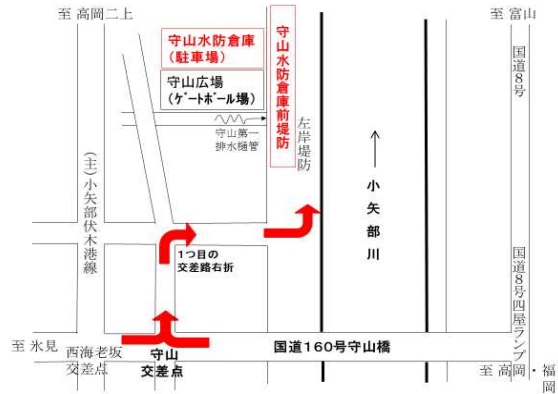 至 高岡二上
至 富山
守山水防倉庫
(駐車場)
守山広場
(ゲートボール場)
守山水防倉庫前堤防
国道8号
守山第一
排水樋管
左岸堤防
小矢部川
(主)小矢部伏木港線
1つ目の
交差路右折
国道8号四屋ランプ
至 氷見
西海老坂
交差点
守山
交差点
国道160号守山橋
至 高岡・福岡